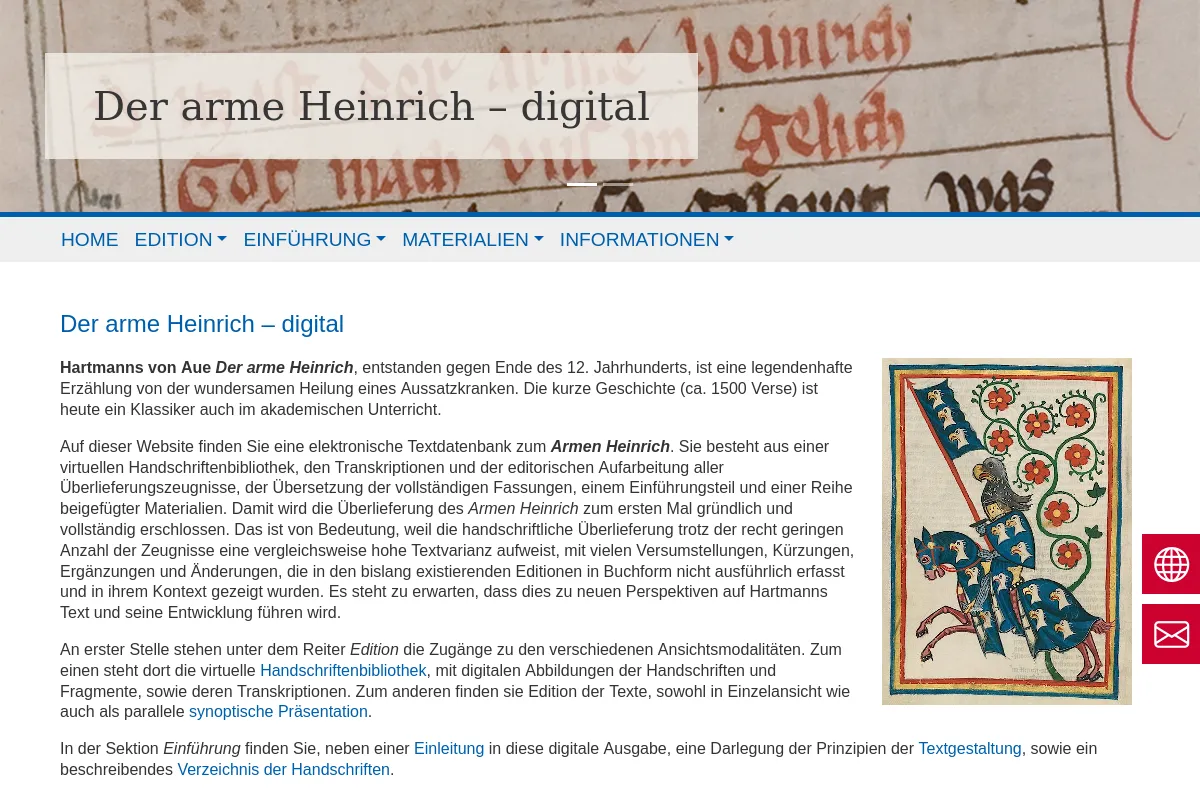 Der arme Heinrich – digital
HOME EDITION EINFÜHRUNG MATERIALIEN INFORMATIONEN
Der arme Heinrich – digital
Hartmanns von Aue Der arme Heinrich, entstanden gegen Ende des 12. Jahrhunderts, ist eine legendenhafte
Erzählung von der wundersamen Heilung eines Aussatzkranken. Die kurze Geschichte (ca. 1500 Verse) ist
heute ein Klassiker auch im akademischen Unterricht.
Auf dieser Website finden Sie eine elektronische Textdatenbank zum Armen Heinrich. Sie besteht aus einer
virtuellen Handschriftenbibliothek, den Transkriptionen und der editorischen Aufarbeitung aller
Überlieferungszeugnisse, der Übersetzung der vollständigen Fassungen, einem Einführungsteil und einer Reihe
beigefügter Materialien. Damit wird die Überlieferung des Armen Heinrich zum ersten Mal gründlich und
vollständig erschlossen. Das ist von Bedeutung, weil die handschriftliche Überlieferung trotz der recht geringen
Anzahl der Zeugnisse eine vergleichsweise hohe Textvarianz aufweist, mit vielen Versumstellungen, Kürzungen,
Ergänzungen und Änderungen, die in den bislang existierenden Editionen in Buchform nicht ausführlich erfasst
und in ihrem Kontext gezeigt wurden. Es steht zu erwarten, dass dies zu neuen Perspektiven auf Hartmanns
Text und seine Entwicklung führen wird.
An erster Stelle stehen unter dem Reiter Edition die Zugänge zu den verschiedenen Ansichtsmodalitäten. Zum
einen steht dort die virtuelle Handschriftenbibliothek, mit digitalen Abbildungen der Handschriften und
Fragmente, sowie deren Transkriptionen. Zum anderen finden sie Edition der Texte, sowohl in Einzelansicht wie
auch als parallele synoptische Präsentation.
In der Sektion Einführung finden Sie, neben einer Einleitung in diese digitale Ausgabe, eine Darlegung der Prinzipien der Textgestaltung, sowie ein
beschreibendes Verzeichnis der Handschriften.